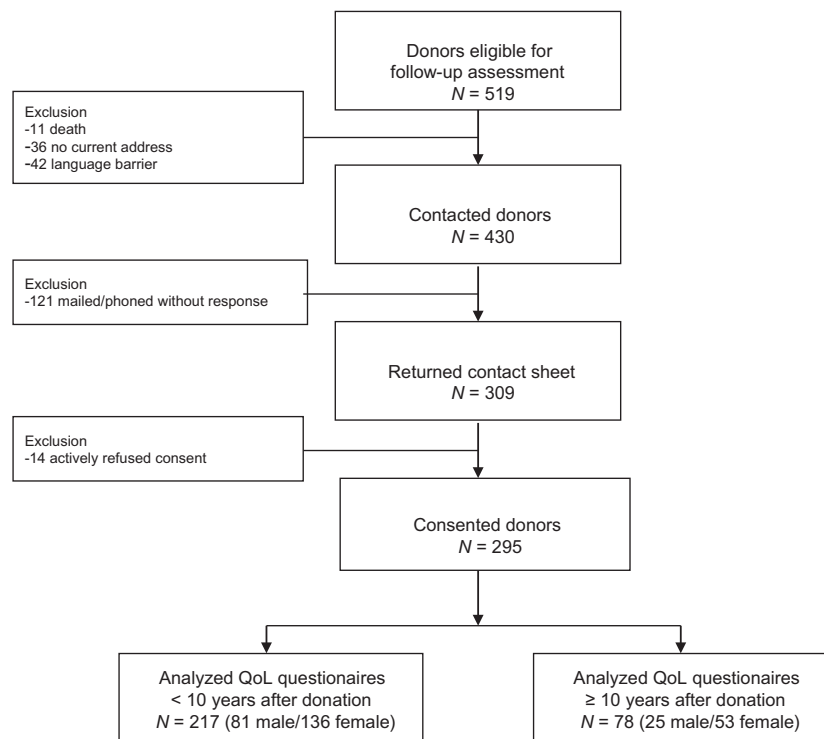 Donors eligible for
follow-up assessment
N = 519
Exclusion
-11 death
-36 no current address
-42 language barrier
Contacted donors
N = 430
Exclusion
-121 mailed/phoned without response
Returned contact sheet
N = 309
Exclusion
-14 actively refused consent
Consented donors
N = 295
Analyzed QoL questionaires
< 10 years after donation
N = 217 (81 male/136 female)
Analyzed QoL questionaires
≥ 10 years after donation
N = 78 (25 male/53 female)